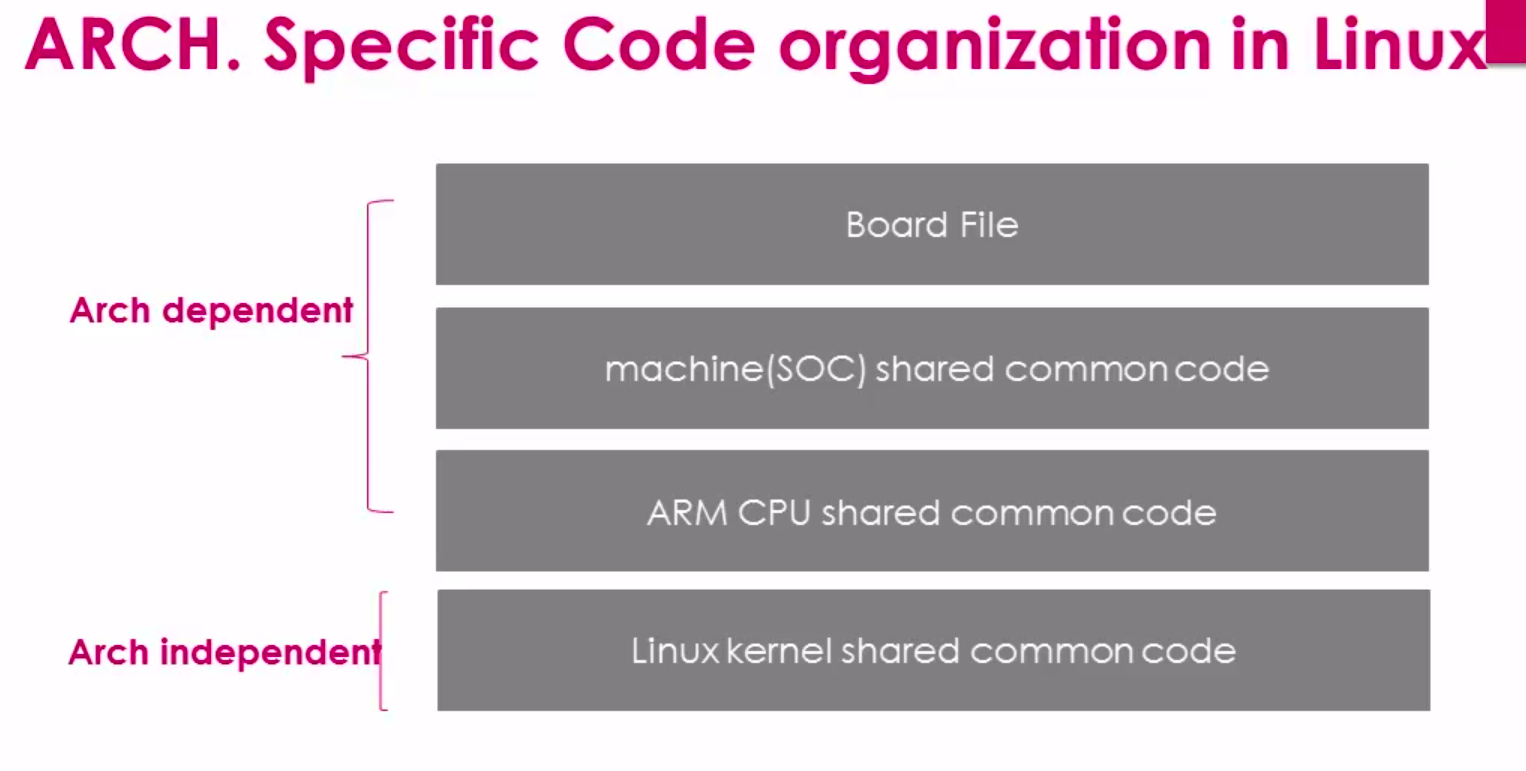 ARCH. Specific Code organization in Linux
Board File
Arch dependent
machine(SOC) shared common code
ARM CPU shared common code
Arch independent
Linux kernel shared common code